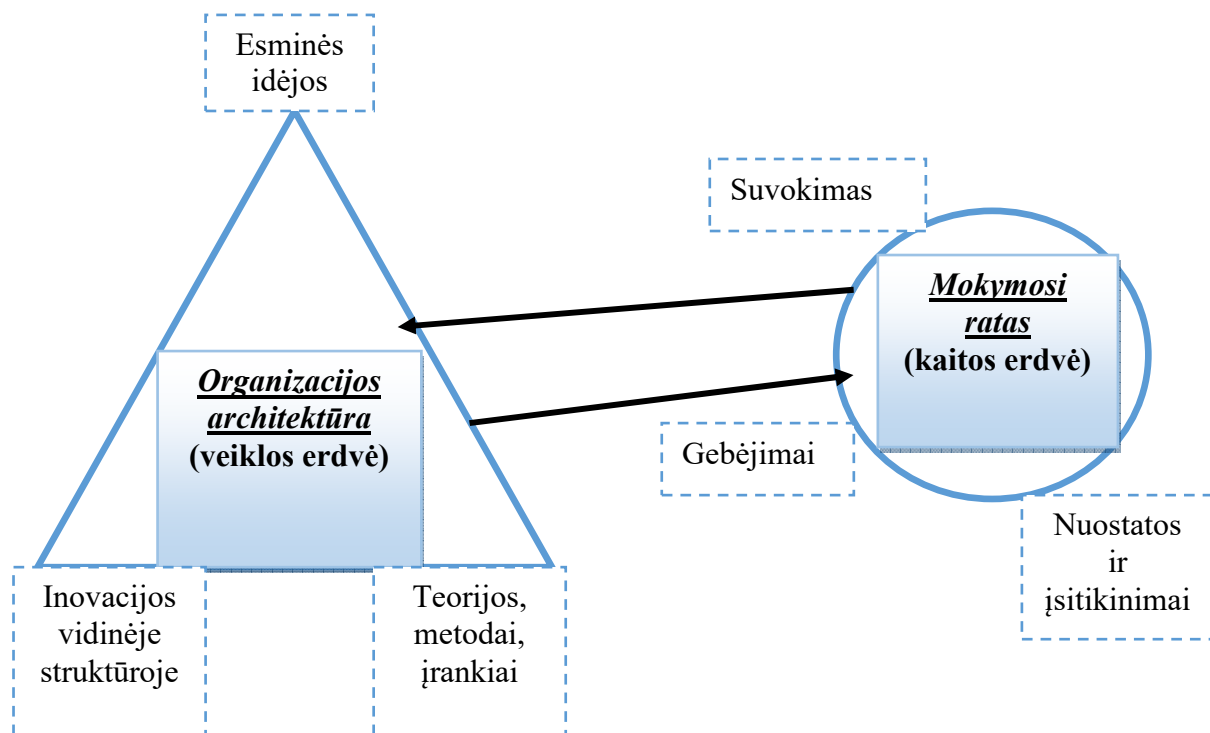 Esminės
idėjos
Suvokimas
Mokymosi
ratas
(kaitos erdvė)
Organizacijos
architektūra
(veiklos erdvė)
Gebėjimai
Nuostatos
ir
įsitikinimai
Inovacijos
vidinėje
struktūroje
Teorijos,
metodai,
įrankiai